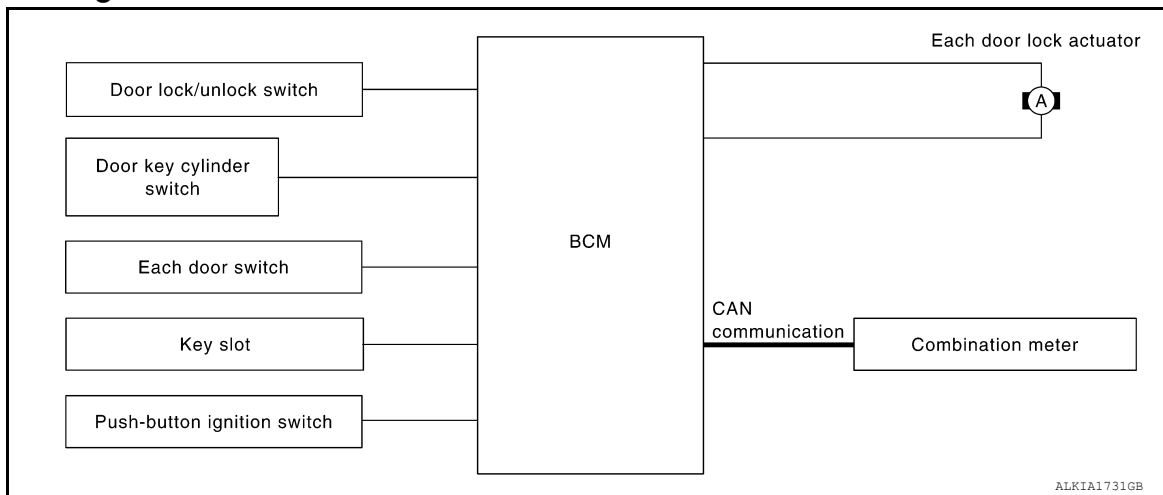 Each door lock actuator
Door lock/unlock switch
A
Door key cylinder
switch
BCM
Each door switch
CAN
communication
Key slot
Combination meter
Push-button ignition switch
ALKIA1731GB